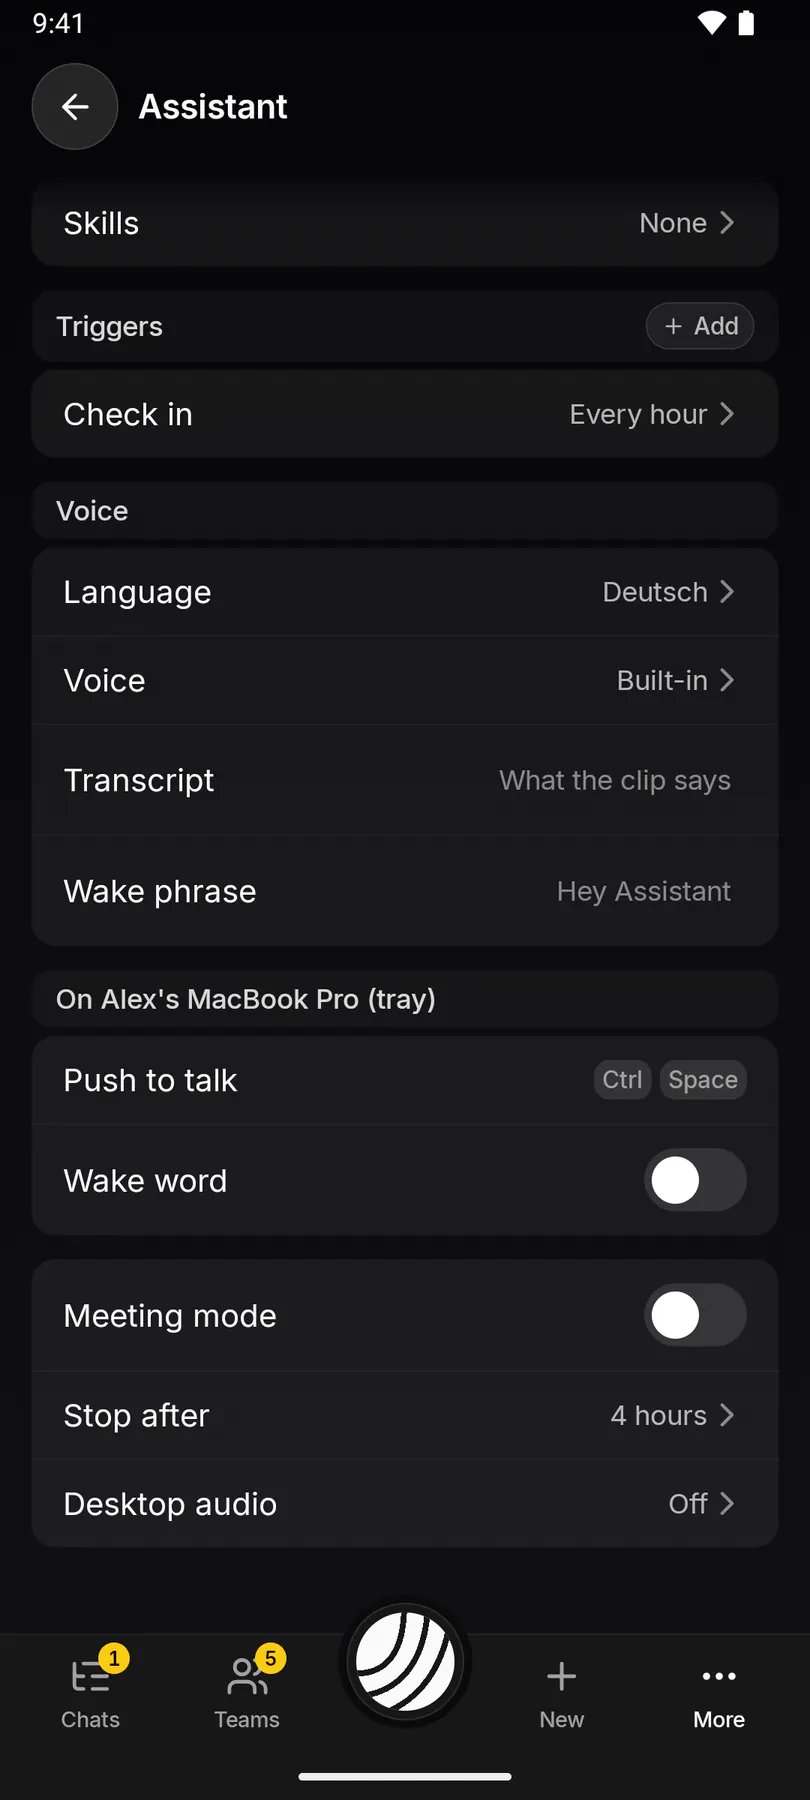 9:41
Assistant
Skills None
Triggers + Add
Check in Every hour
Voice
Language Deutsch
Voice Built-in
Transcript What the clip says
Wake phrase Hey Assistant
On Alex's MacBook Pro (tray)
Push to talk Ctrl Space
Wake word
Meeting mode
Stop after 4 hours
Desktop audio Off
1 5
Chats Teams New More